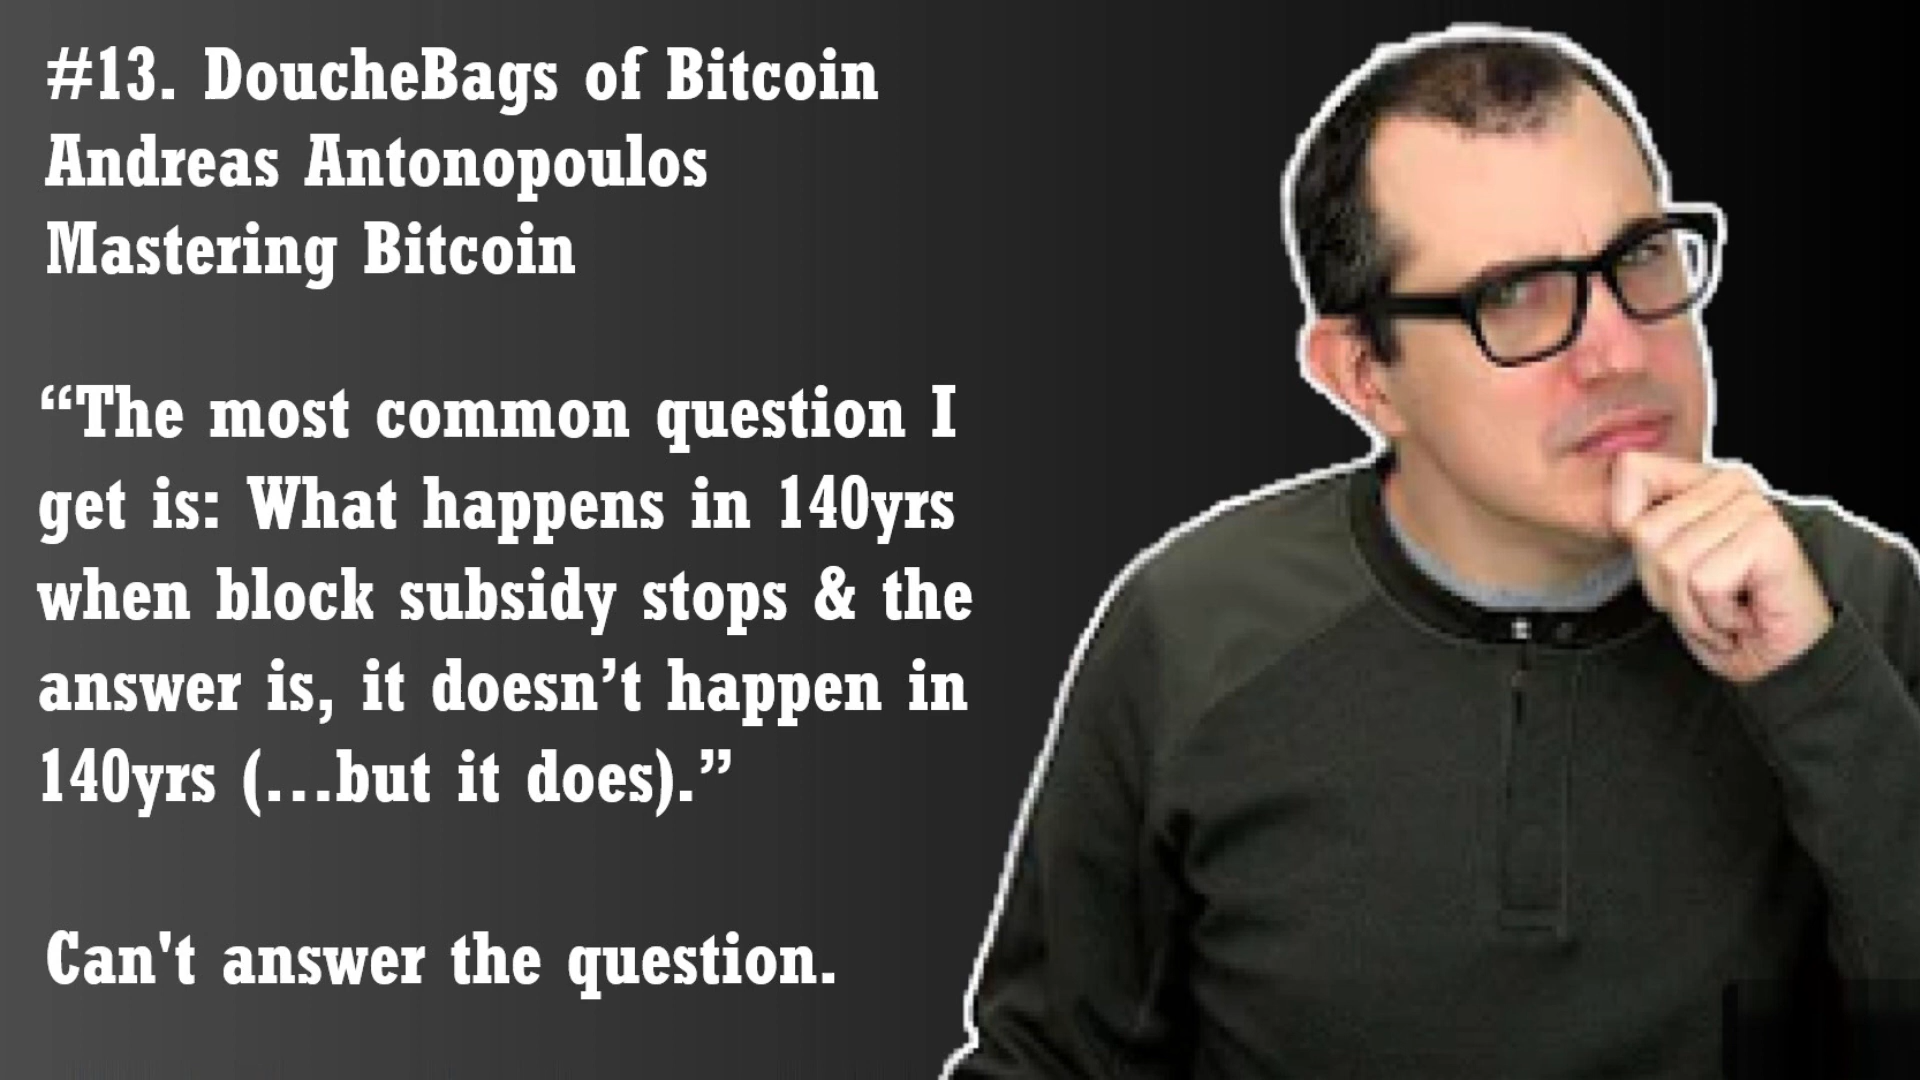 #13. DoucheBags of Bitcoin
Andreas Antonopoulos
Mastering Bitcoin
“The most common question I
get is: What happens in 140yrs
when block subsidy stops & the
answer is, it doesn’t happen in
140yrs (...but it does).”
Can't answer the question.